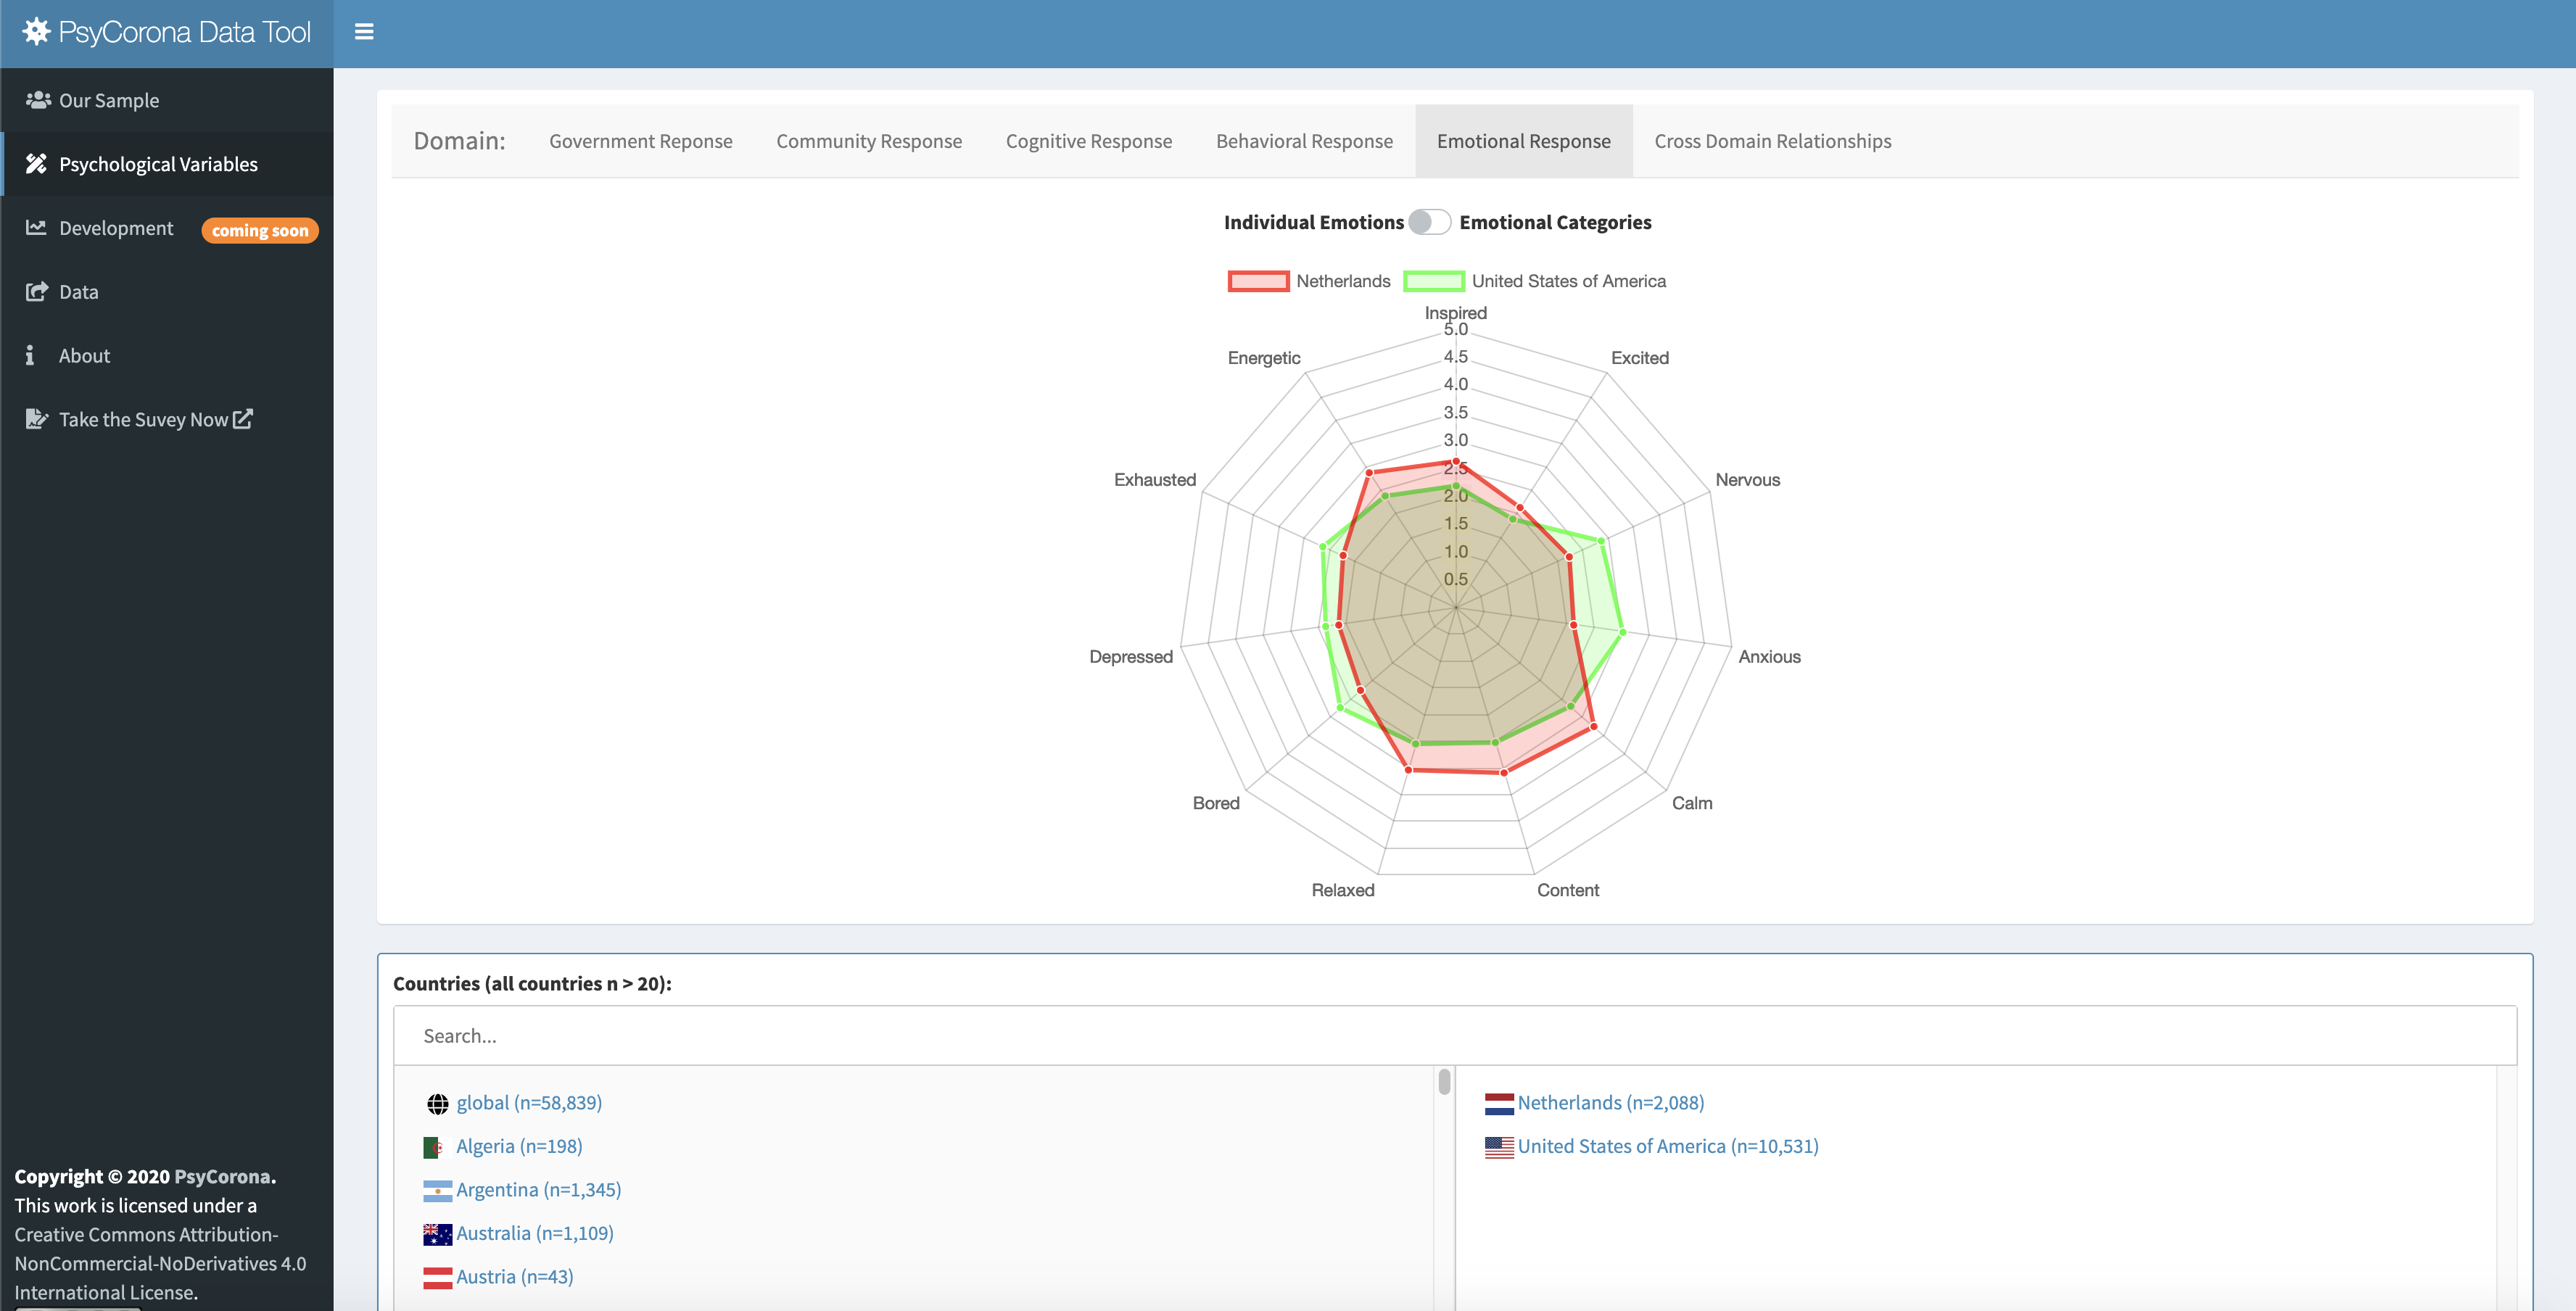 PsyCorona Data Tool
Our Sample
Psychological Variables
Development coming soon
Data
About
Take the Suvey Now
Copyright © 2020 PsyCorona.
This work is licensed under a
Creative Commons Attribution-
NonCommercial-NoDerivatives 4.0
International License.
Domain: Government Reponse Community Response Cognitive Response Behavioral Response Emotional Response Cross Domain Relationships
Individual Emotions Emotional Categories
Netherlands United States of America
Inspired
5.0
4.5
4.0
3.5
3.0
2.5
2.0
1.5
1.0
0.5
Excited
Nervous
Anxious
Calm
Content
Relaxed
Bored
Depressed
Exhausted
Energetic
Countries (all countries n > 20):
Search...
global (n=58,839)
Algeria (n=198)
Argentina (n=1,345)
Australia (n=1,109)
Austria (n=43)
Netherlands (n=2,088)
United States of America (n=10,531)